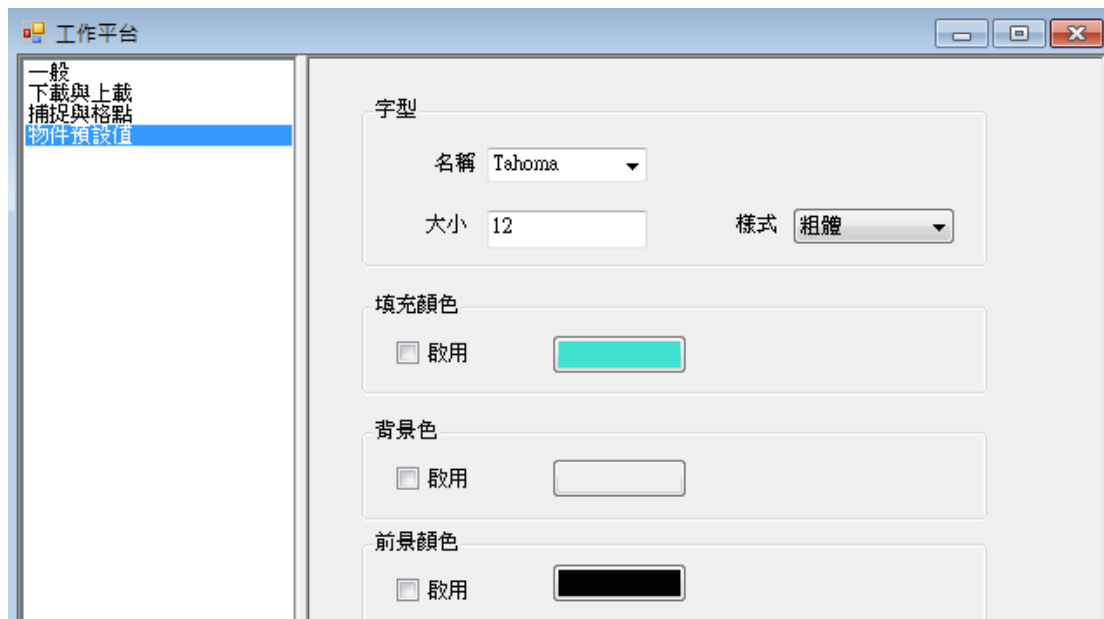 工作平台
一般
下載與上載
捕捉與格點
物件預設值
字型
名稱 Tahoma
大小 12 樣式 粗體
填充顏色
啟用
背景色
啟用
前景顏色
啟用